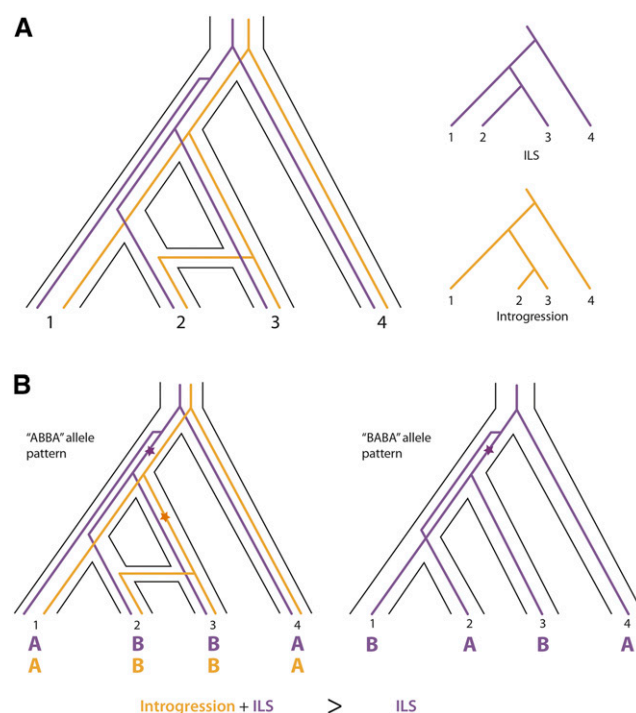 A
1 2 3 4
ILS
1 2 3 4
Introgression
1 2 3 4
B
"ABBA" allele
pattern
1 2 3 4
A B B A
A B B A
"BABA" allele
pattern
1 2 3 4
B A B A
Introgression + ILS > ILS